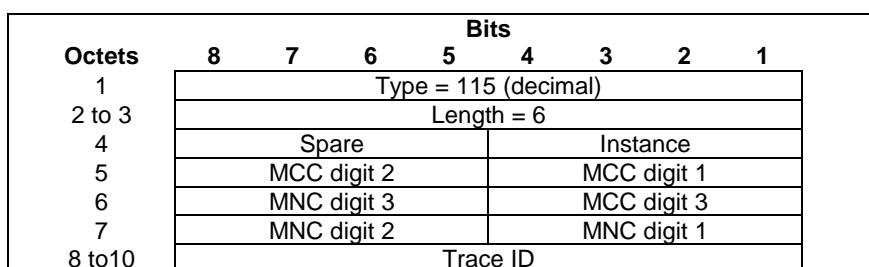 Bits
Octets 8 7 6 5 4 3 2 1
1 Type = 115 (decimal)
2 to 3 Length = 6
4 Spare Instance
5 MCC digit 2 MCC digit 1
6 MNC digit 3 MCC digit 3
7 MNC digit 2 MNC digit 1
8 to10 Trace ID